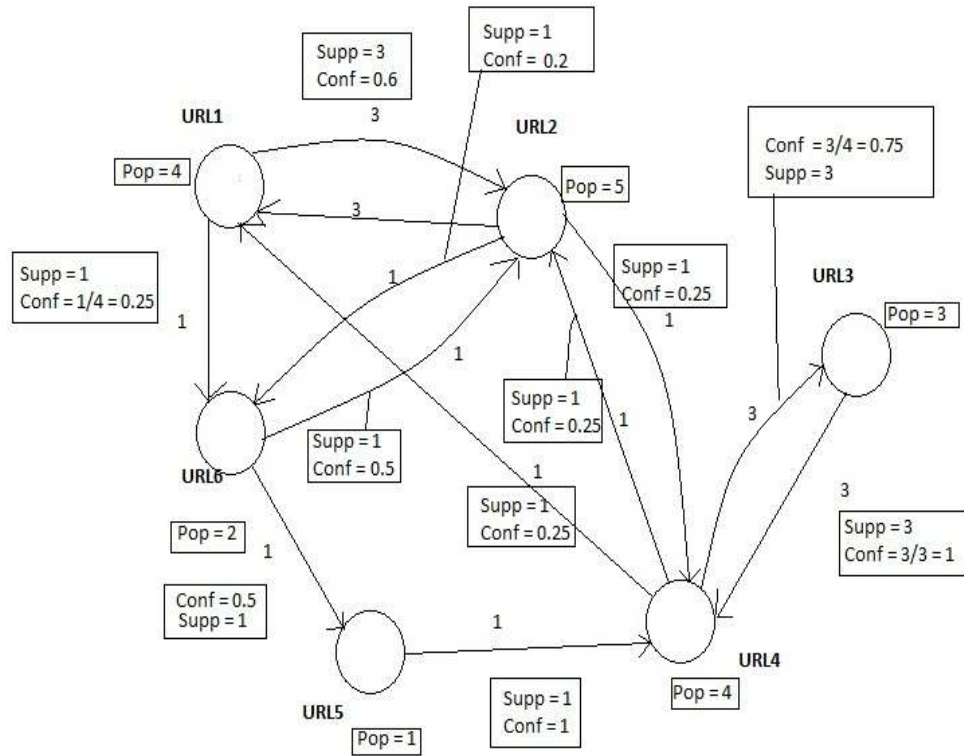 Supp = 1
Conf = 0.2
Supp = 3
Conf = 0.6
URL1
3
URL2
Conf = 3/4 = 0.75
Supp = 3
Pop = 4
Pop = 5
3
Supp = 1
Conf = 1/4 = 0.25
1
Supp = 1
Conf = 0.25
URL3
Pop = 3
1
1
1
Supp = 1
Conf = 0.25
1
3
Supp = 1
Conf = 0.5
URL6
1
Supp = 1
Conf = 0.25
3
Supp = 3
Conf = 3/3 = 1
Pop = 2
1
Conf = 0.5
Supp = 1
1
URL4
Pop = 4
Supp = 1
Conf = 1
URL5
Pop = 1